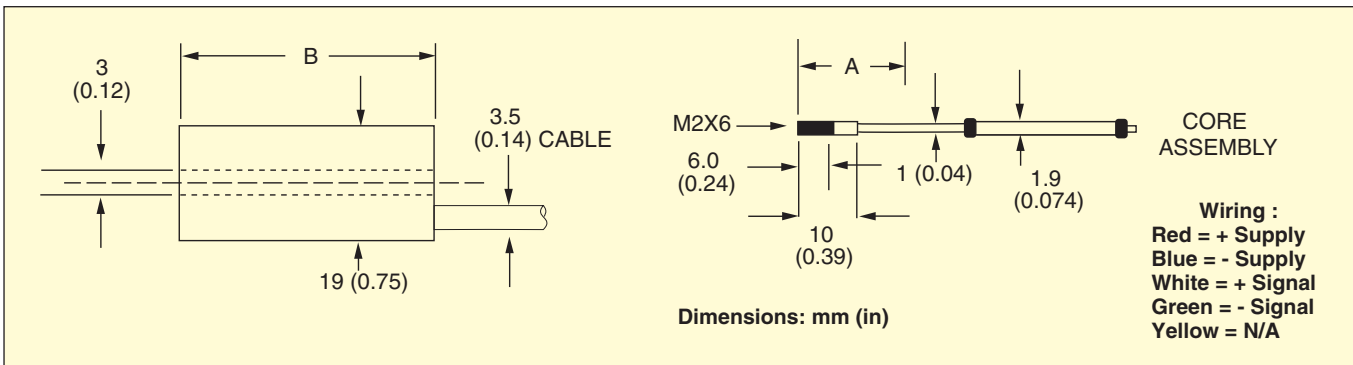 B
3
(0.12)
3.5
(0.14) CABLE
19 (0.75)
A
M2X6
6.0
(0.24)
1 (0.04)
10
(0.39)
1.9
(0.074)
CORE
ASSEMBLY
Dimensions: mm (in)
Wiring :
Red = + Supply
Blue = - Supply
White = + Signal
Green = - Signal
Yellow = N/A